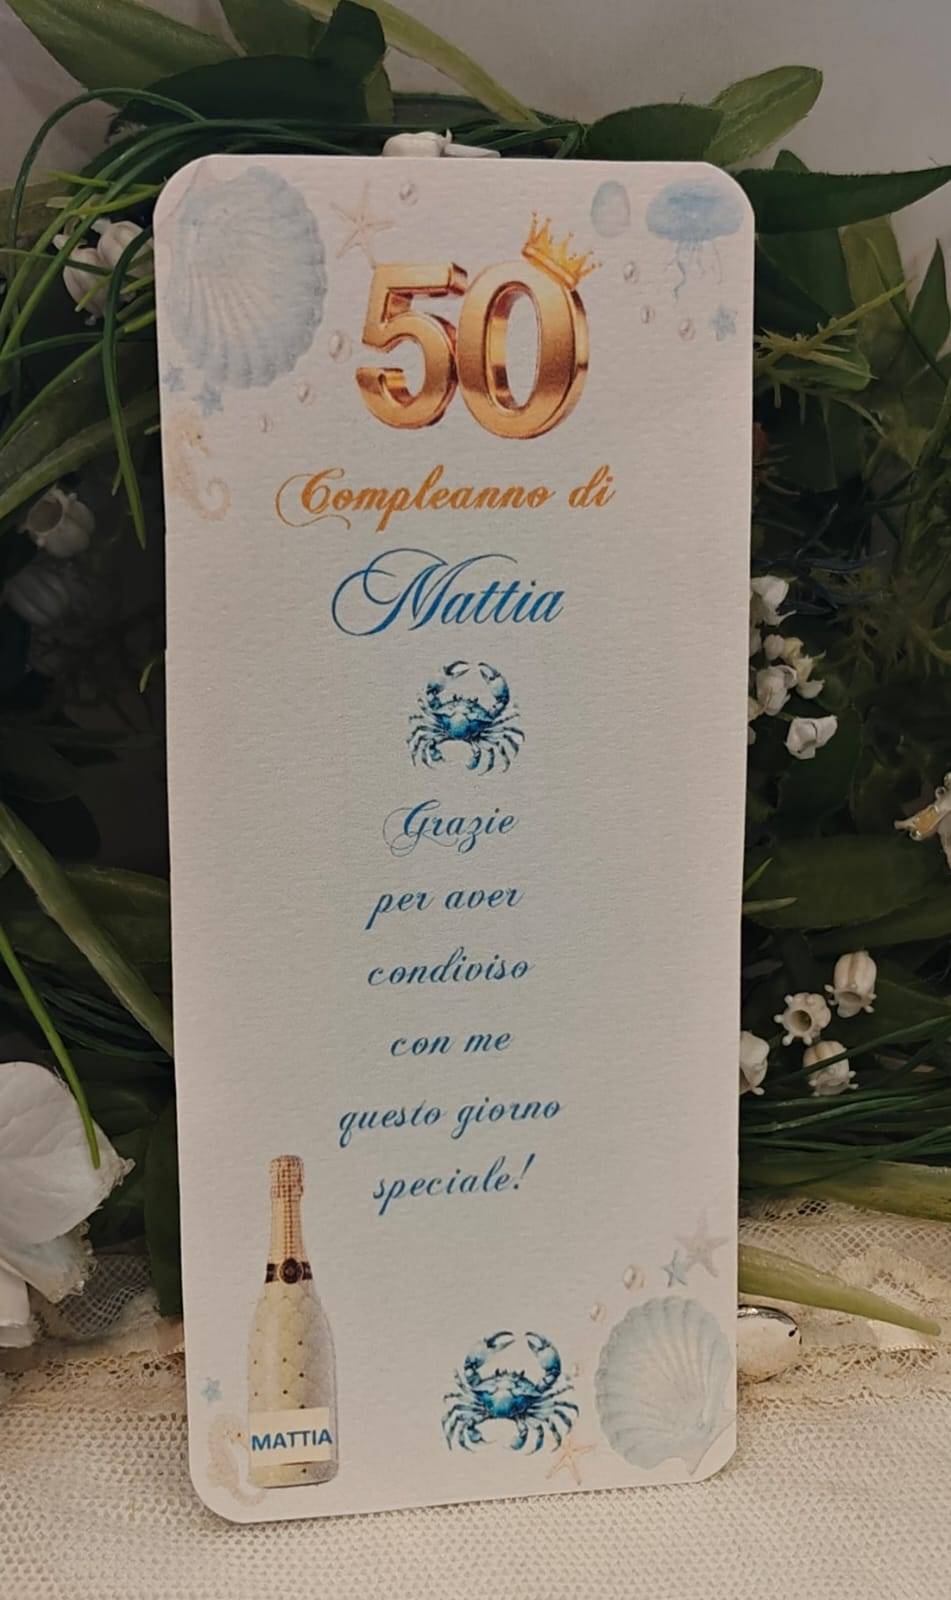 50
Compleanno di
Mattia
Grazie
per aver
condiviso
con me
questo giorno
speciale!
MATTIA